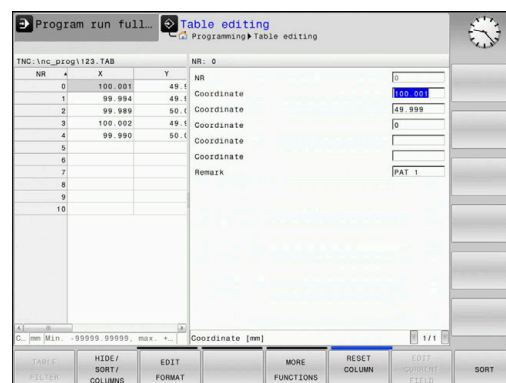 Program run full...
Table editing
Programming▶Table editing
TNC:\nc_prog\123.TAB
NR: 0
NR X Y
0 100.001 49.9
1 99.994 49.9
2 99.989 50.0
3 100.002 49.9
4 99.990 50.0
5
6
7
8
9
10
NR 0
Coordinate 100.001
Coordinate 49.999
Coordinate 0
Coordinate
Coordinate
Remark PAT 1
C... mm Min. -99999.99999, max. +...
Coordinate [mm]
1/1
TABLE FILTER
HIDE/ SORT/ COLUMNS
EDIT FORMAT
MORE FUNCTIONS
RESET COLUMN
EDIT CURRENT FIELD
SORT